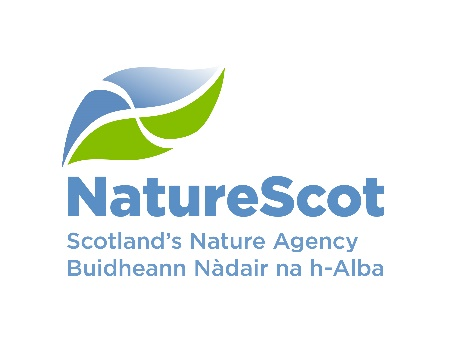 NatureScot
Scotland's Nature Agency
Buidheann Nàdair na h-Alba